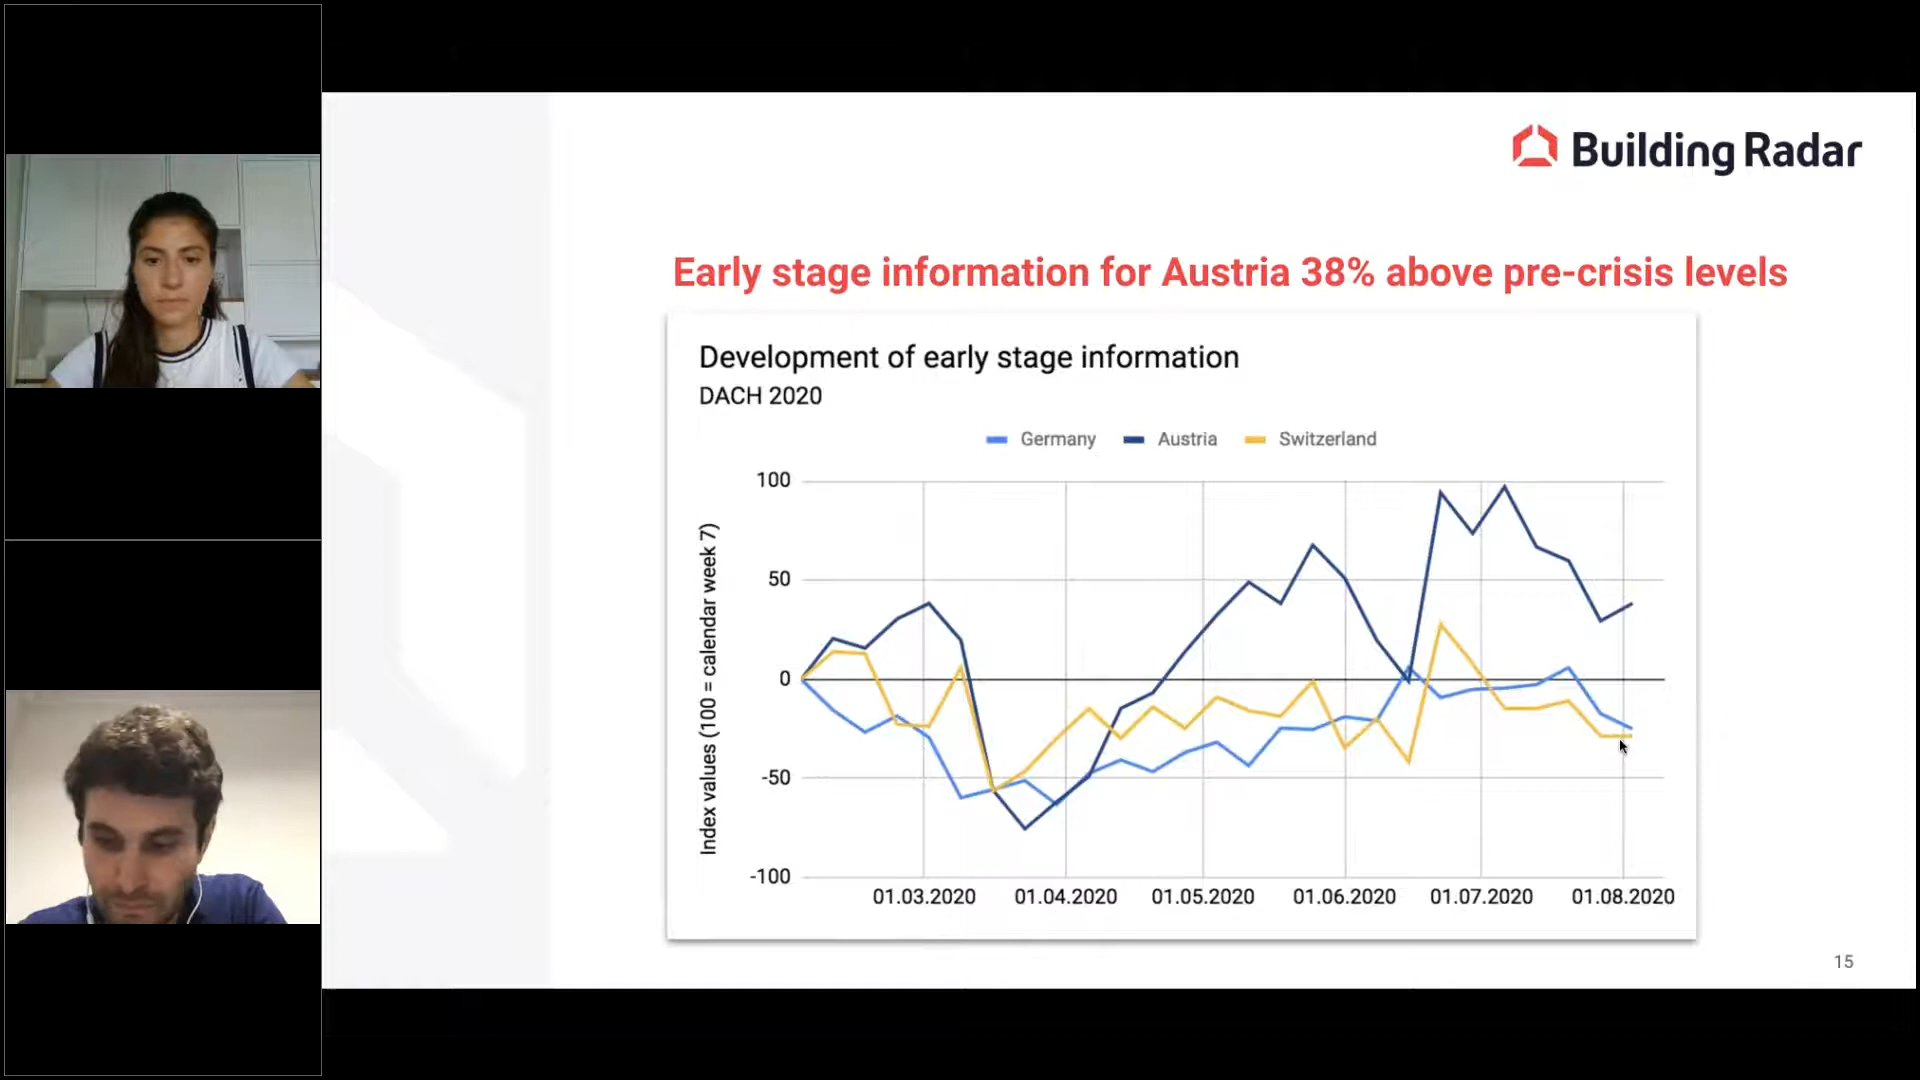 Building Radar
Early stage information for Austria 38% above pre-crisis levels
Development of early stage information
DACH 2020
Germany Austria Switzerland
Index values (100 = calendar week 7)
100
50
0
-50
-100
01.03.2020 01.04.2020 01.05.2020 01.06.2020 01.07.2020 01.08.2020
15